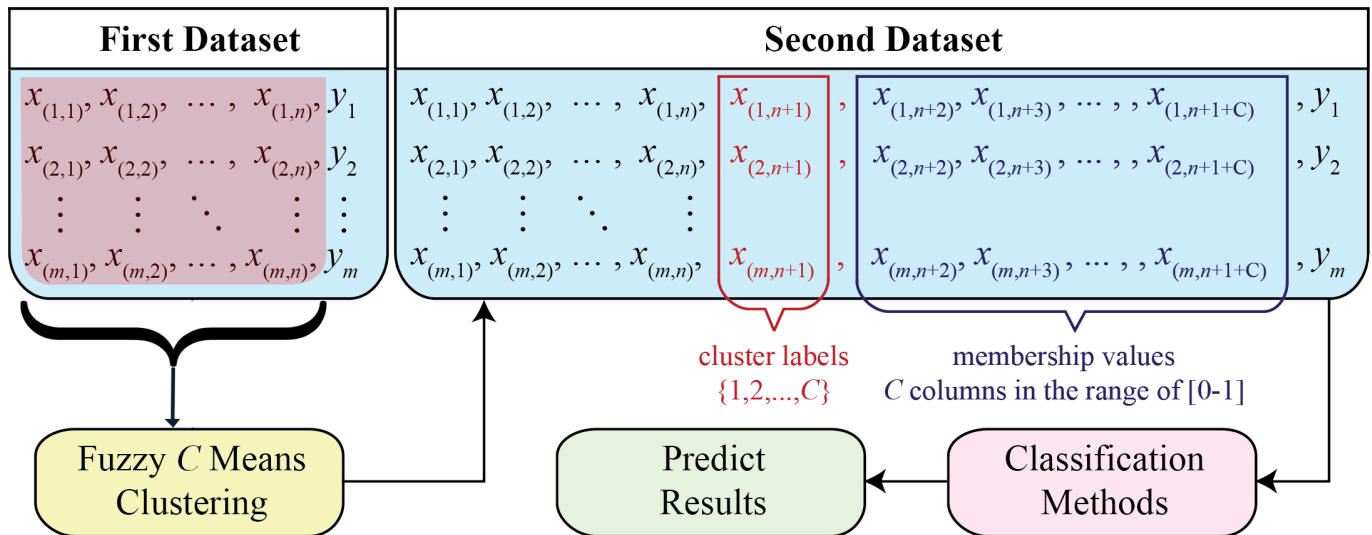 First Dataset
x(1,1), x(1,2), ... , x(1,n), y1
x(2,1), x(2,2), ... , x(2,n), y2
⋮ ⋮ ⋱ ⋮ ⋮
x(m,1), x(m,2), ... , x(m,n), ym
Second Dataset
x(1,1), x(1,2), ... , x(1,n), x(1,n+1) , x(1,n+2), x(1,n+3), ... , , x(1,n+1+C) , y1
x(2,1), x(2,2), ... , x(2,n), x(2,n+1) , x(2,n+2), x(2,n+3), ... , , x(2,n+1+C) , y2
⋮ ⋮ ⋱ ⋮
x(m,1), x(m,2), ... , x(m,n), x(m,n+1) , x(m,n+2), x(m,n+3), ... , , x(m,n+1+C) , ym
cluster labels
{1,2,...,C}
membership values
C columns in the range of [0-1]
Fuzzy C Means
Clustering
Predict
Results
Classification
Methods